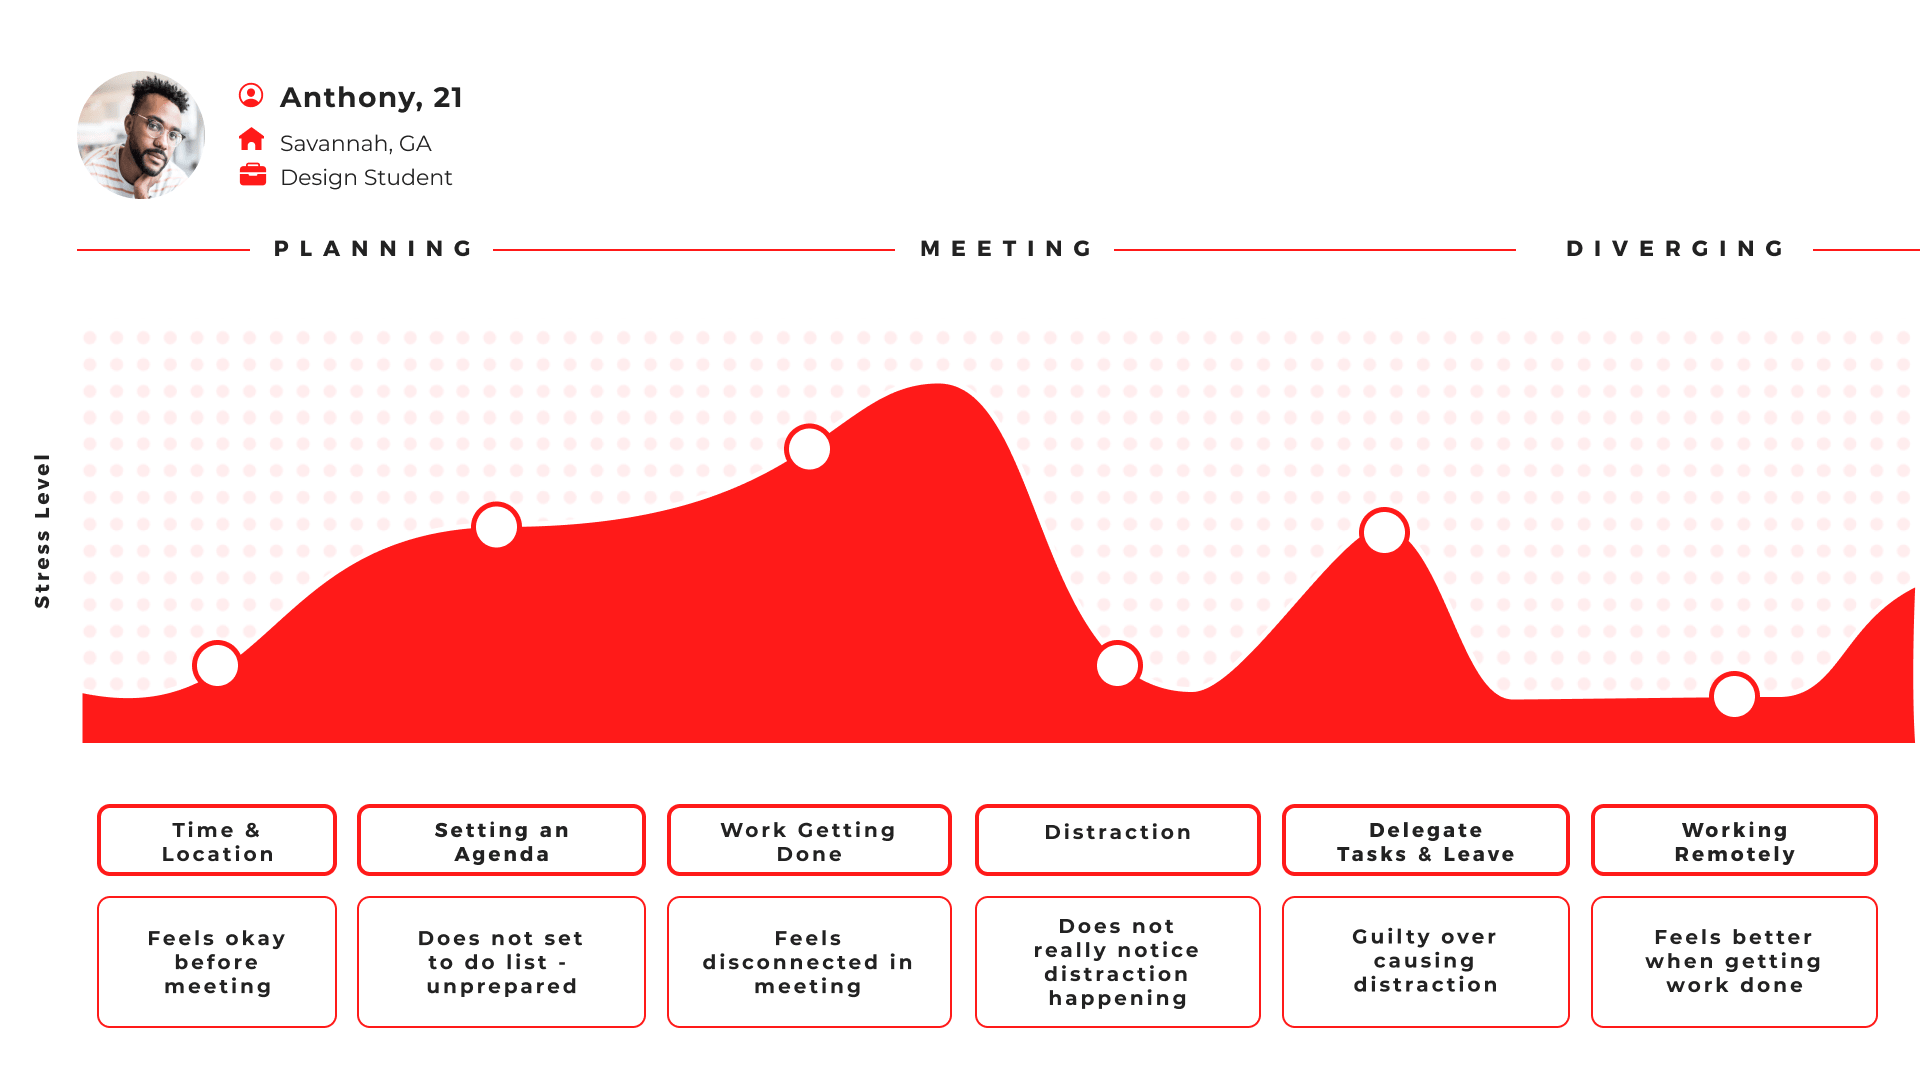 Anthony, 21
Savannah, GA
Design Student
PLANNING
MEETING
DIVERGING
Stress Level
Time &
Location
Setting an
Agenda
Work Getting
Done
Distraction
Delegate
Tasks & Leave
Working
Remotely
Feels okay
before
meeting
Does not set
to do list -
unprepared
Feels
disconnected in
meeting
Does not
really notice
distraction
happening
Guilty over
causing
distraction
Feels better
when getting
work done